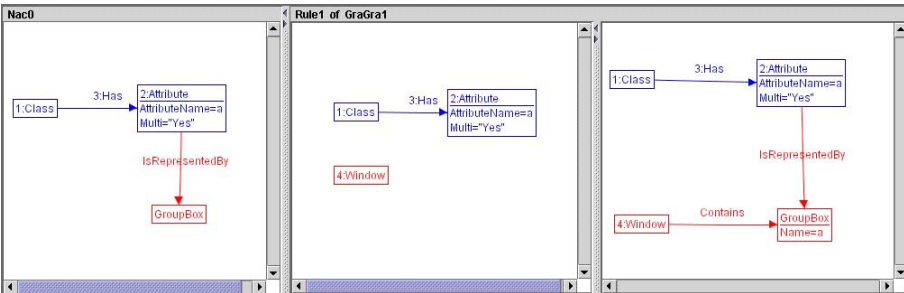 Nac0
Rule1 of GraGra1
1:Class
3:Has
2:Attribute
AttributeName=a
Multi="Yes"
IsRepresentedBy
GroupBox
1:Class
3:Has
2:Attribute
AttributeName=a
Multi="Yes"
4:Window
1:Class
3:Has
2:Attribute
AttributeName=a
Multi="Yes"
IsRepresentedBy
4:Window
Contains
GroupBox
Name=a